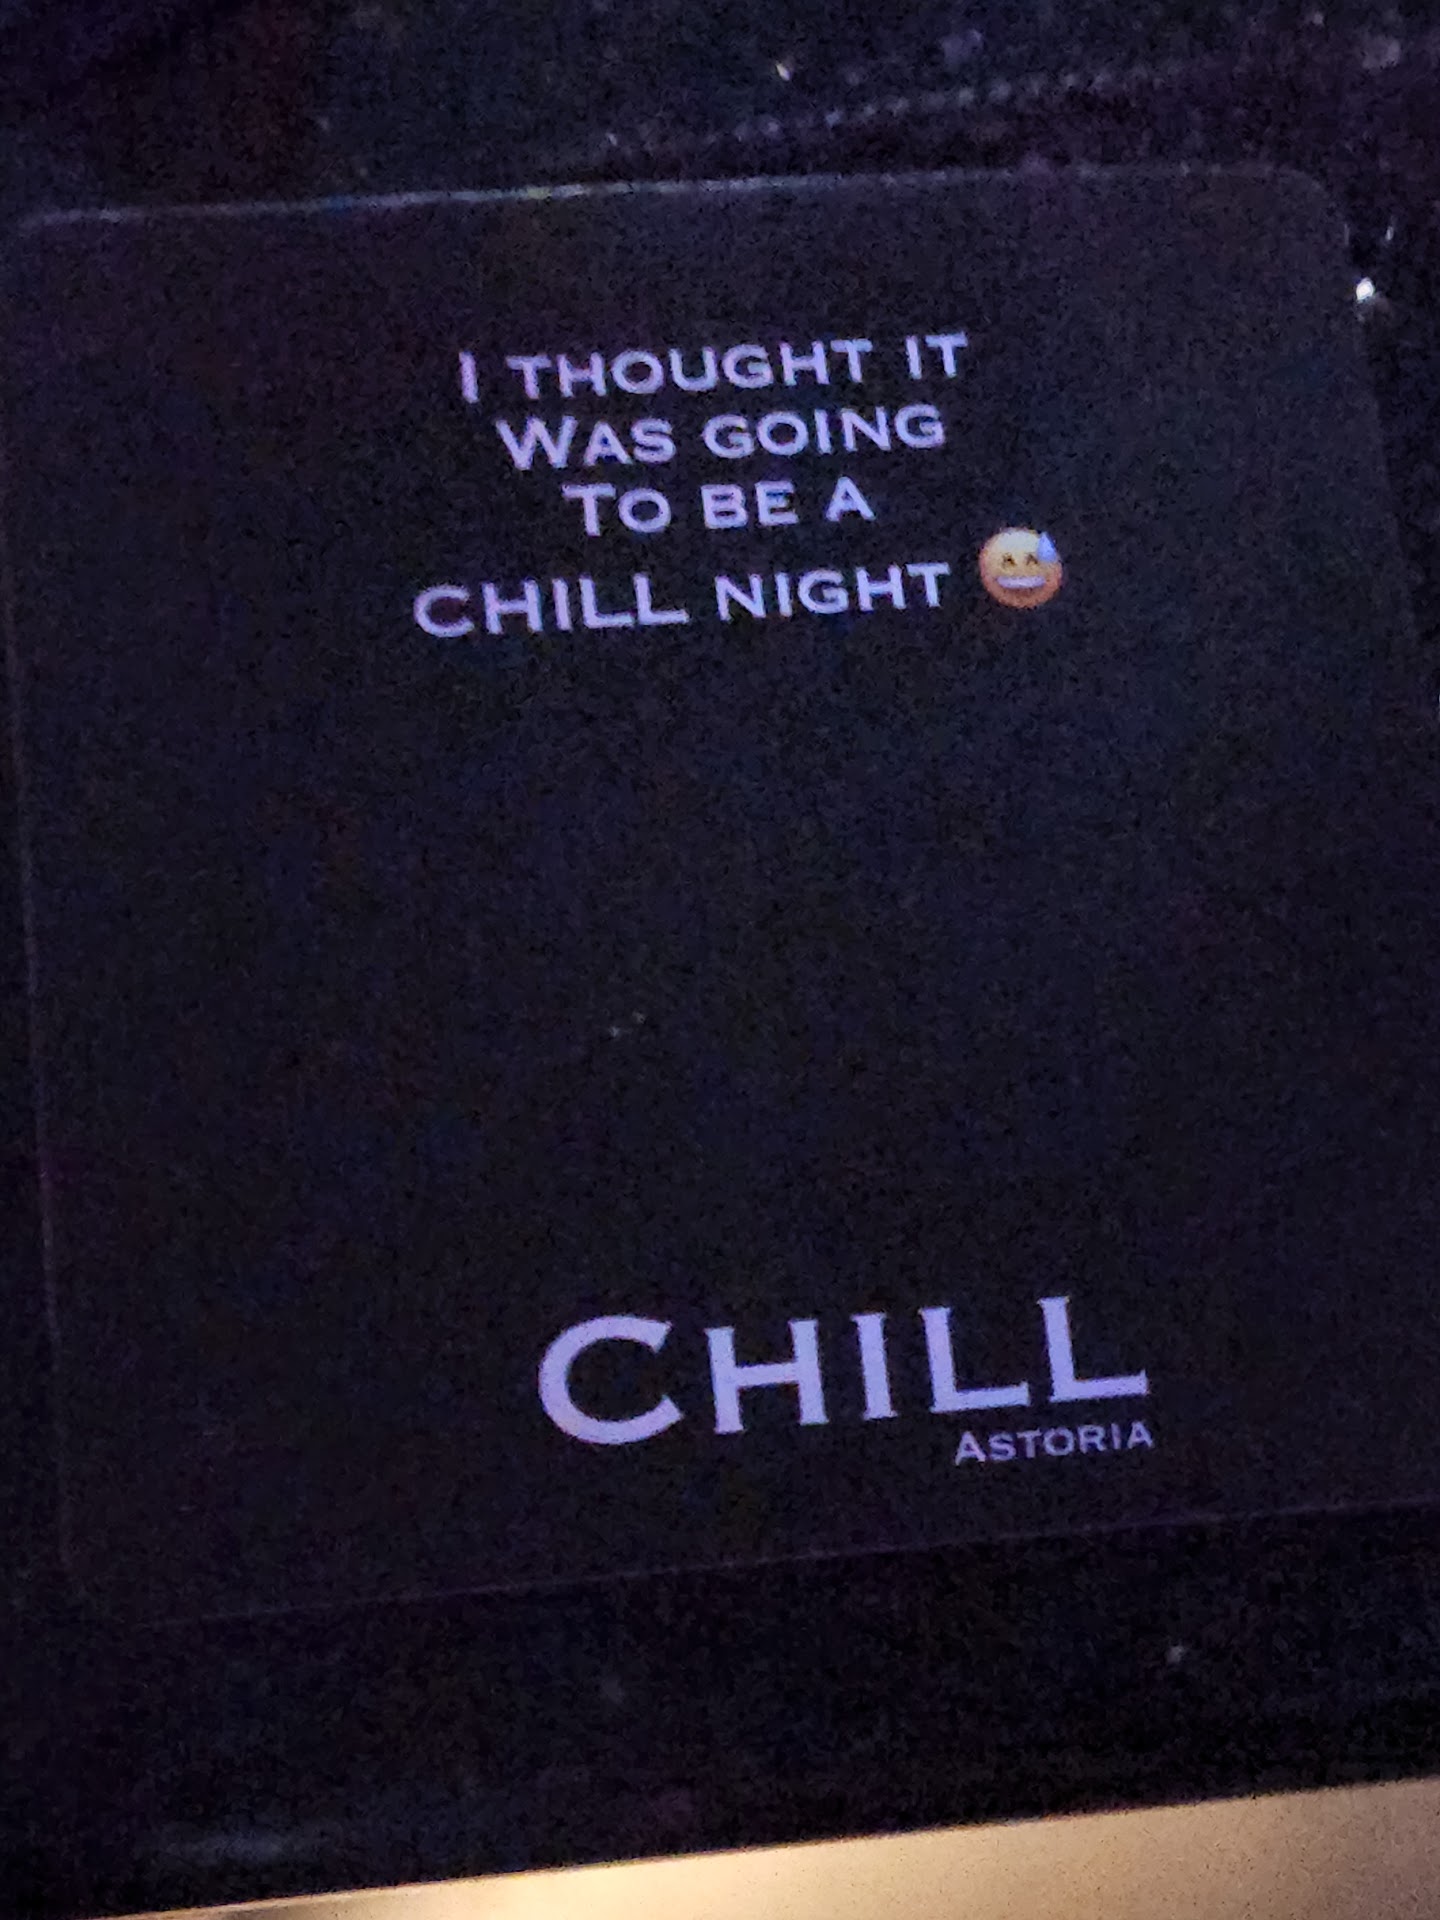 I THOUGHT IT
WAS GOING
TO BE A
CHILL NIGHT 😅
CHILL
ASTORIA